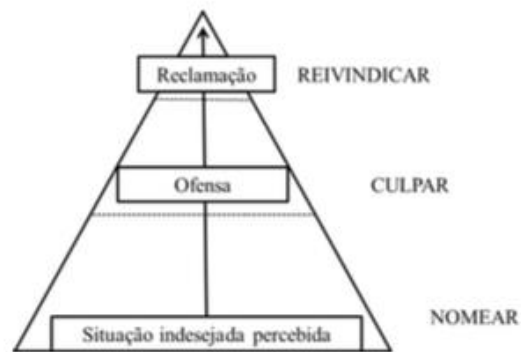 Reclamação REIVINDICAR
Ofensa CULPAR
NOMEAR
Situação indesejada percebida